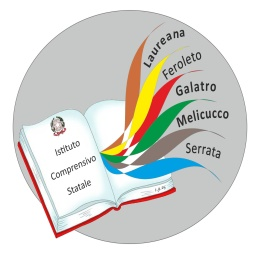 Laureana
Feroleto
Galatro
Melicucco
Serrata
Istituto
Comprensivo
Statale